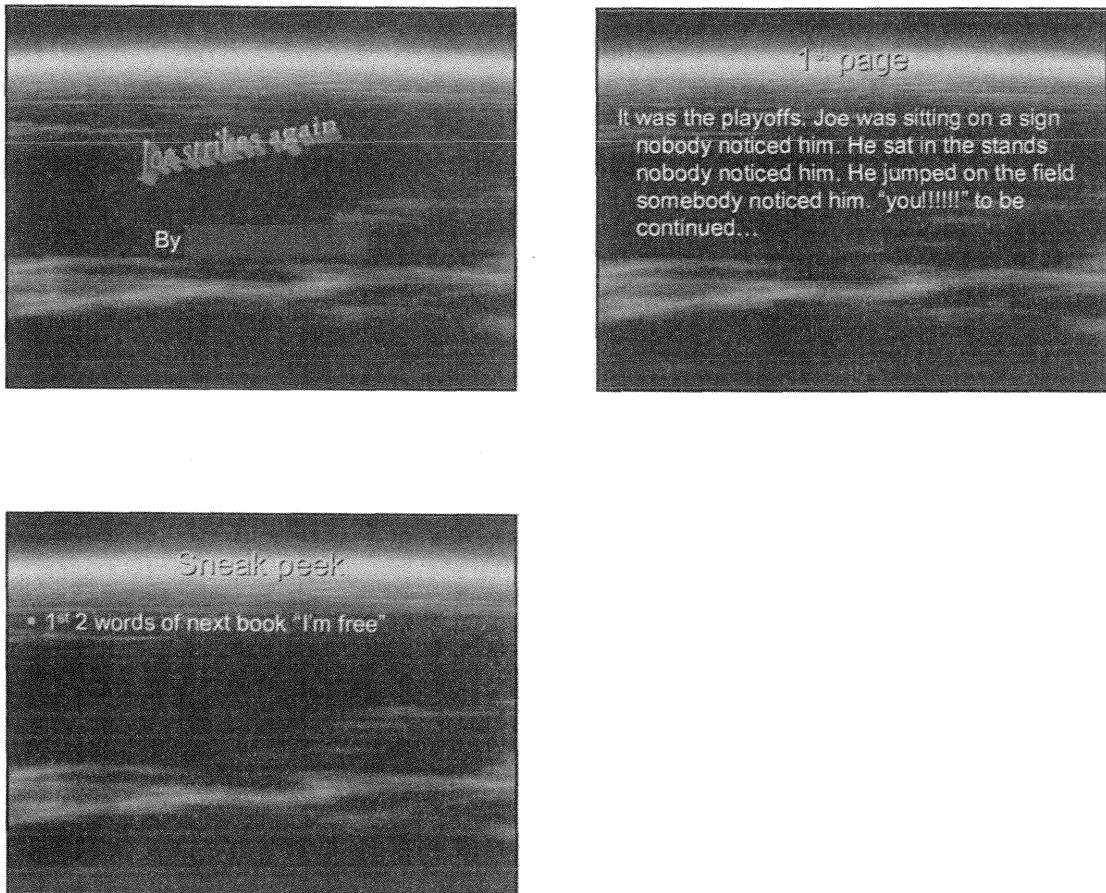 Joe strikes again
By
1st page
It was the playoffs. Joe was sitting on a sign
nobody noticed him. He sat in the stands
nobody noticed him. He jumped on the field
somebody noticed him. “you!!!!!!” to be
continued…
Sneak peek
▪ 1st 2 words of next book “I’m free”